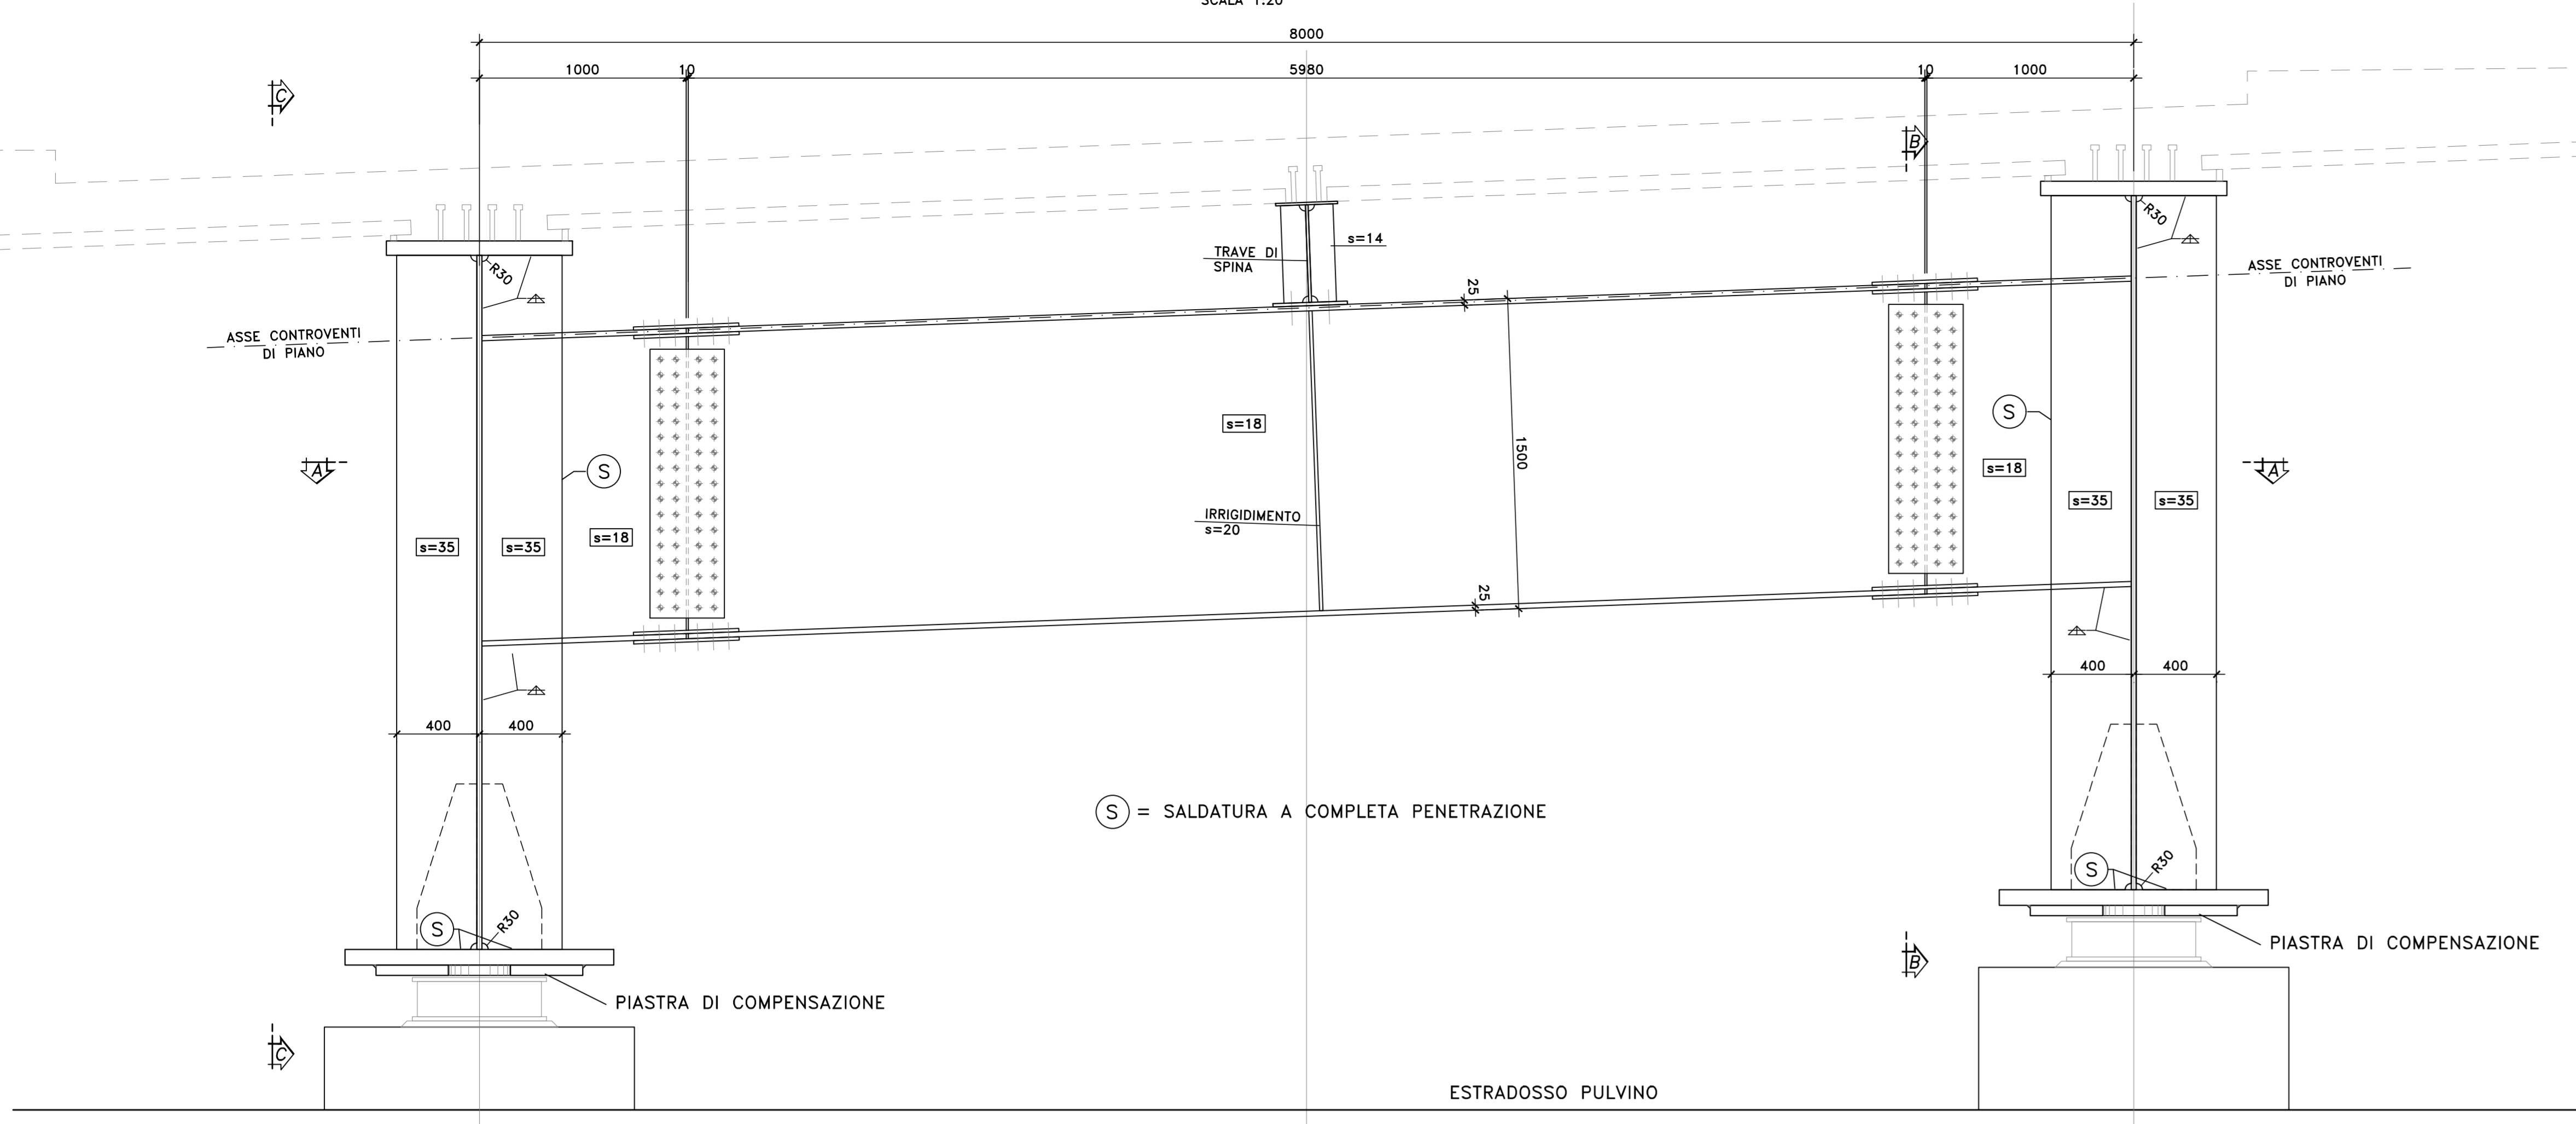 SCALA 1:20
8000
1000
10
5980
10
1000
C
B
R30
s=14
TRAVE DI
SPINA
R30
ASSE CONTROVENTI
DI PIANO
25
ASSE CONTROVENTI
DI PIANO
S
s=18
1500
A
S
s=18
A
s=35
s=35
IRRIGIDIMENTO
s=20
s=35
s=35
s=18
25
400
400
400
400
S = SALDATURA A COMPLETA PENETRAZIONE
S
R30
S
R30
PIASTRA DI COMPENSAZIONE
B
PIASTRA DI COMPENSAZIONE
C
ESTRADOSSO PULVINO